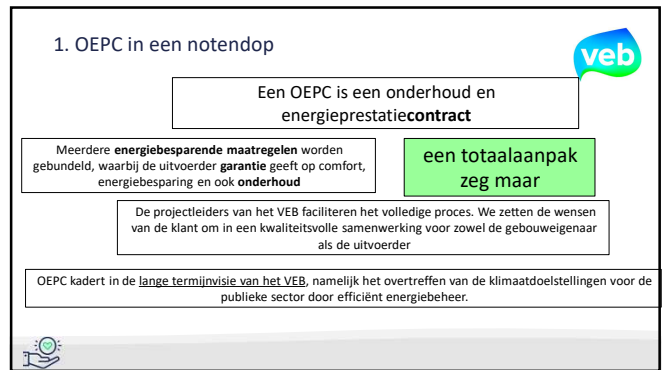 1. OEPC in een notendop
veb
Een OEPC is een onderhoud en
energieprestatiecontract
Meerdere energiebesparende maatregelen worden
gebundeld, waarbij de uitvoerder garantie geeft op comfort,
energiebesparing en ook onderhoud
een totaalaanpak
zeg maar
De projectleiders van het VEB faciliteren het volledige proces. We zetten de wensen
van de klant om in een kwaliteitsvolle samenwerking voor zowel de gebouweigenaar
als de uitvoerder
OEPC kadert in de lange termijnvisie van het VEB, namelijk het overtreffen van de klimaatdoelstellingen voor de
publieke sector door efficiënt energiebeheer.